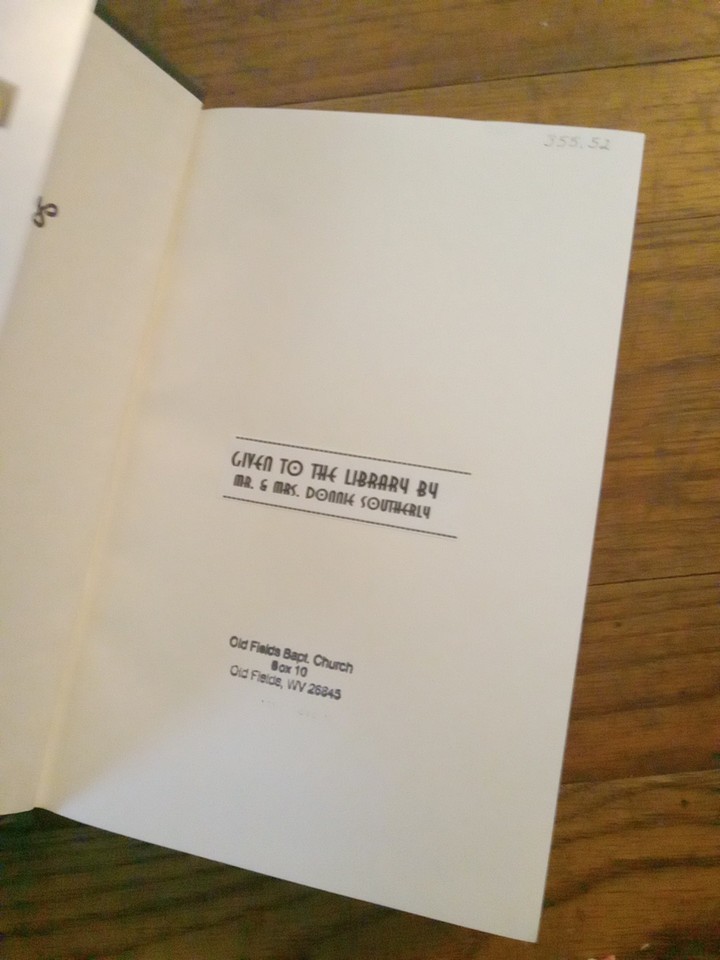 355.52
GIVEN TO THE LIBRARY BY
MR. & MRS. DONNIE SOUTHERLY
Old Fields Bapt. Church
Box 10
Old Fields, WV 26845